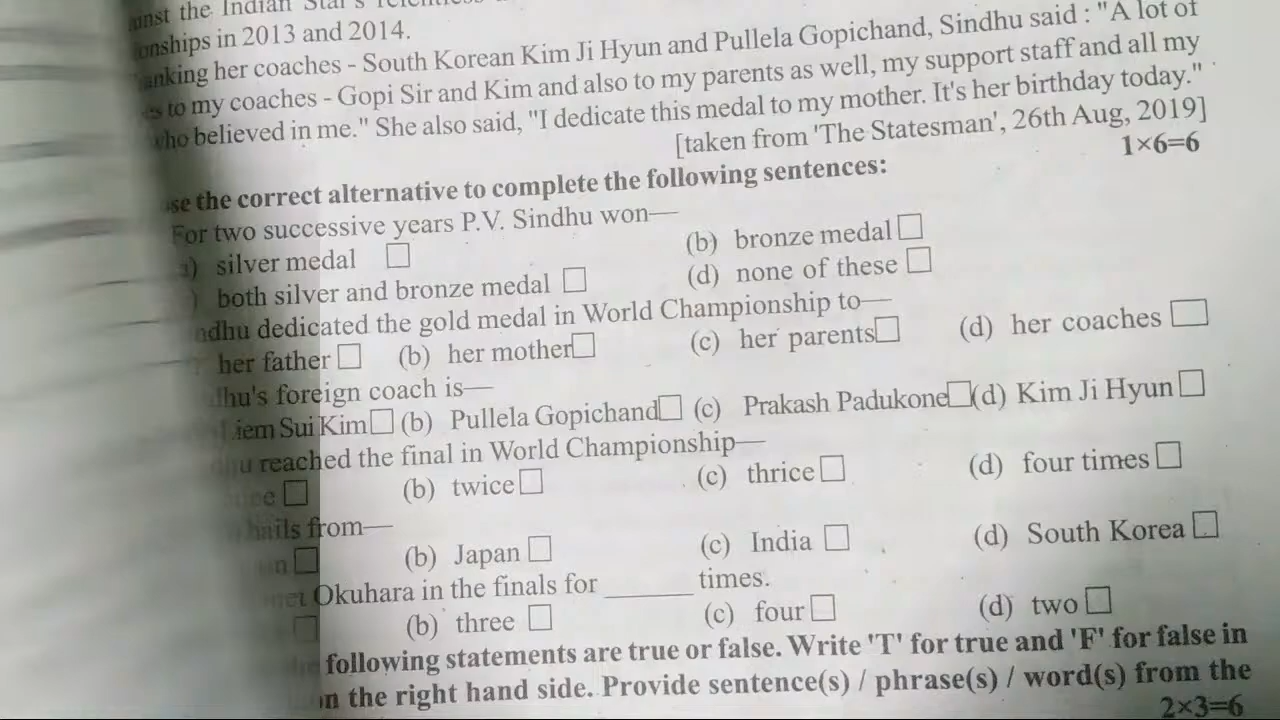 the Indian Star's
in 2013 and 2014.
her coaches - South Korean Kim Ji Hyun and Pullela Gopichand, Sindhu said : "A lot of
to my coaches - Gopi Sir and Kim and also to my parents as well, my support staff and all my
who believed in me." She also said, "I dedicate this medal to my mother. It's her birthday today."
[taken from 'The Statesman', 26th Aug, 2019]
1×6=6
the correct alternative to complete the following sentences:
For two successive years P.V. Sindhu won—
) silver medal □ (b) bronze medal □
) both silver and bronze medal □ (d) none of these □
dedicated the gold medal in World Championship to—
her father □ (b) her mother □ (c) her parents □ (d) her coaches □
foreign coach is—
Sui Kim □ (b) Pullela Gopichand □ (c) Prakash Padukone □ (d) Kim Ji Hyun □
reached the final in World Championship—
□ (b) twice □ (c) thrice □ (d) four times □
hails from—
□ (b) Japan □ (c) India □ (d) South Korea □
Okuhara in the finals for ______ times.
□ (b) three □ (c) four □ (d) two □
following statements are true or false. Write 'T' for true and 'F' for false in
the right hand side. Provide sentence(s) / phrase(s) / word(s) from the
2×3=6